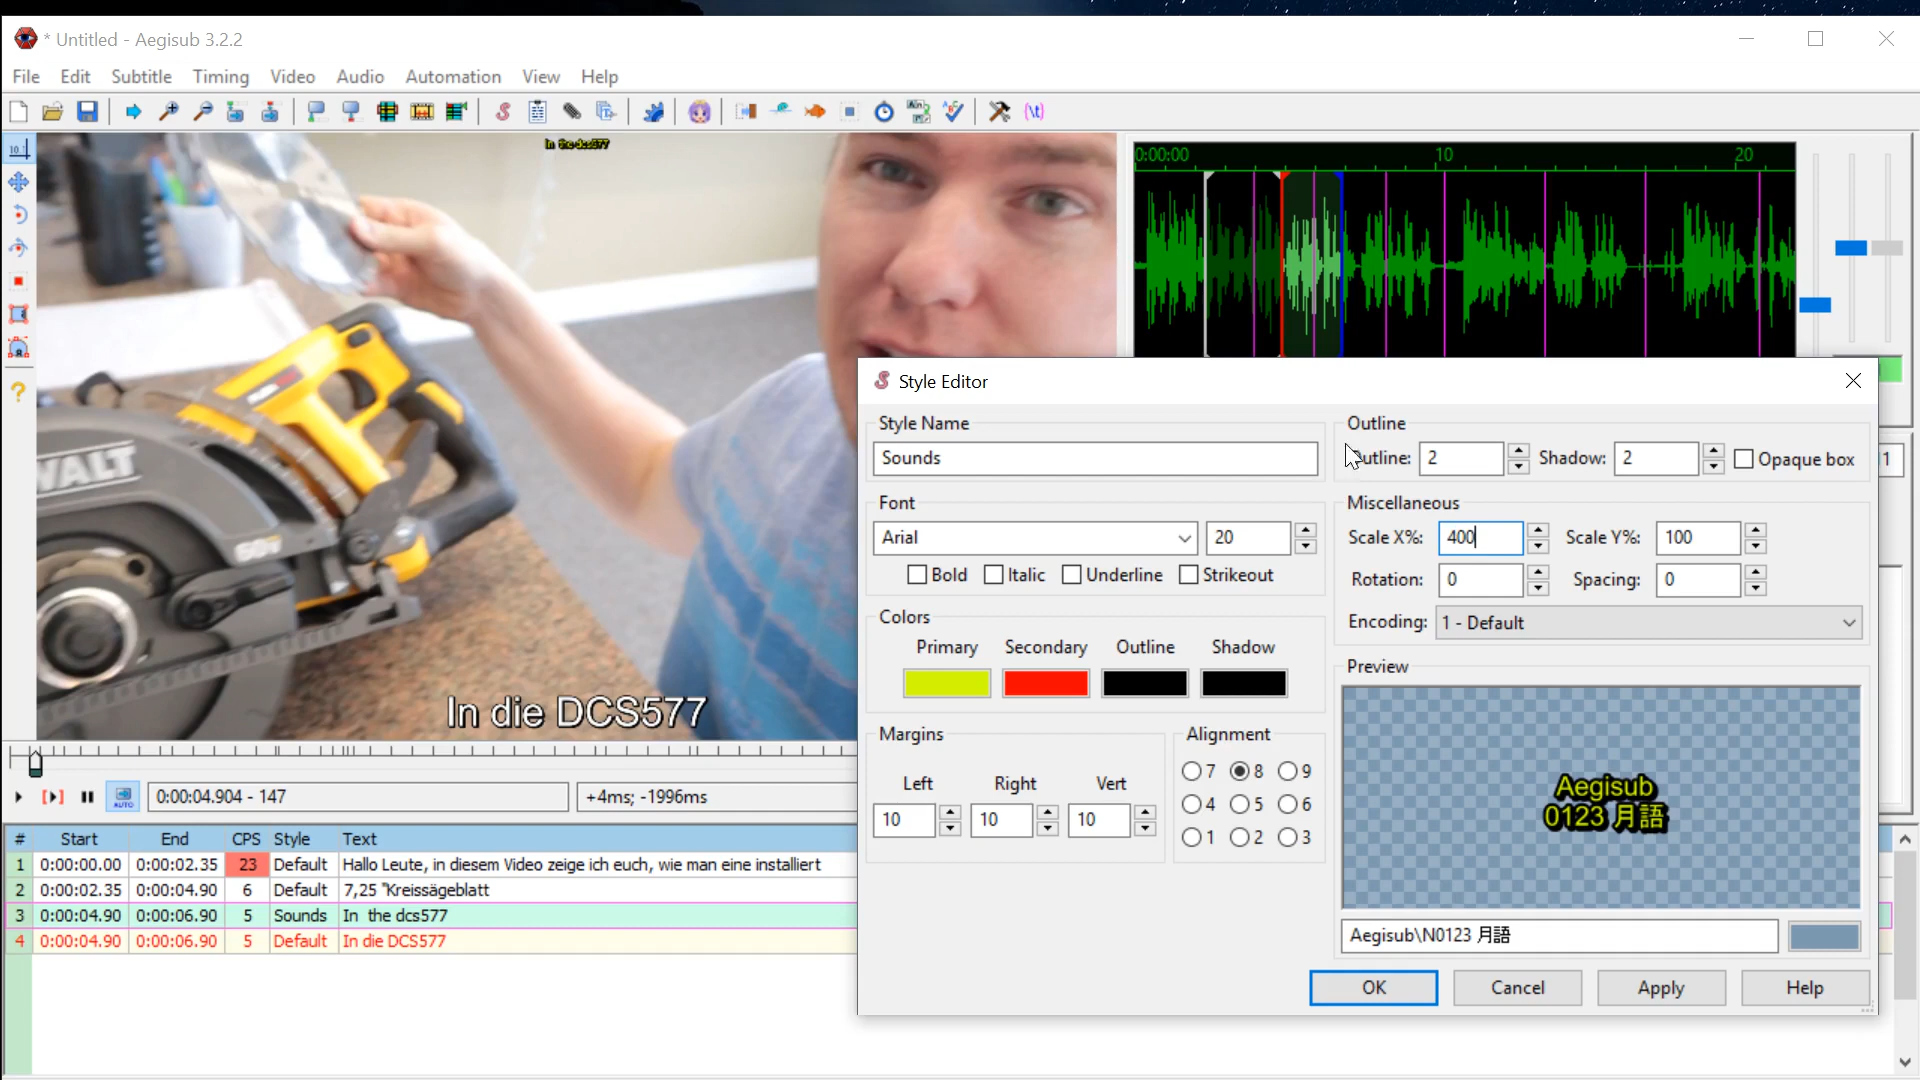 * Untitled - Aegisub 3.2.2
File Edit Subtitle Timing Video Audio Automation View Help
In the dcs577
0:00:00 10 20
WALT
60V
In die DCS577
0:00:04.904 - 147 +4ms; -1996ms
# Start End CPS Style Text
1 0:00:00.00 0:00:02.35 23 Default Hallo Leute, in diesem Video zeige ich euch, wie man eine installiert
2 0:00:02.35 0:00:04.90 6 Default 7,25 "Kreissägeblatt
3 0:00:04.90 0:00:06.90 5 Sounds In the dcs577
4 0:00:04.90 0:00:06.90 5 Default In die DCS577
Style Editor
Style Name
Sounds
Font
Arial 20
Bold Italic Underline Strikeout
Colors
Primary Secondary Outline Shadow
Margins
Left Right Vert
10 10 10
Alignment
7 8 9
4 5 6
1 2 3
Outline
Outline: 2 Shadow: 2 Opaque box
Miscellaneous
Scale X%: 400 Scale Y%: 100
Rotation: 0 Spacing: 0
Encoding: 1 - Default
Preview
Aegisub
0123 月語
Aegisub\N0123 月語
OK Cancel Apply Help